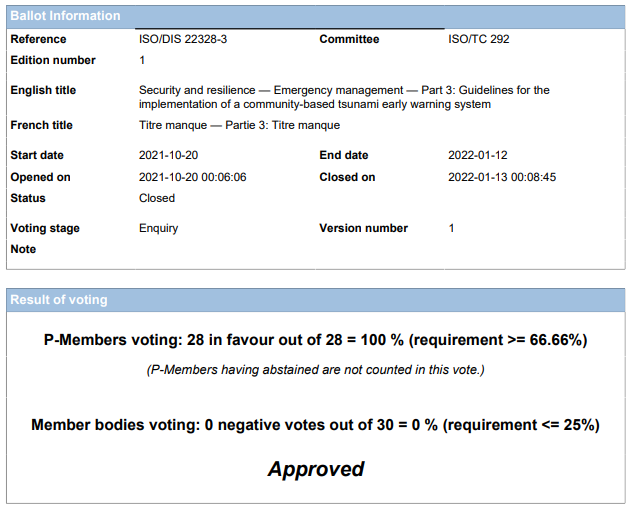 Ballot Information
Reference ISO/DIS 22328-3 Committee ISO/TC 292
Edition number 1
English title Security and resilience — Emergency management — Part 3: Guidelines for the
implementation of a community-based tsunami early warning system
French title Titre manque — Partie 3: Titre manque
Start date 2021-10-20 End date 2022-01-12
Opened on 2021-10-20 00:06:06 Closed on 2022-01-13 00:08:45
Status Closed
Voting stage Enquiry Version number 1
Note
Result of voting
P-Members voting: 28 in favour out of 28 = 100 % (requirement >= 66.66%)
(P-Members having abstained are not counted in this vote.)
Member bodies voting: 0 negative votes out of 30 = 0 % (requirement <= 25%)
Approved